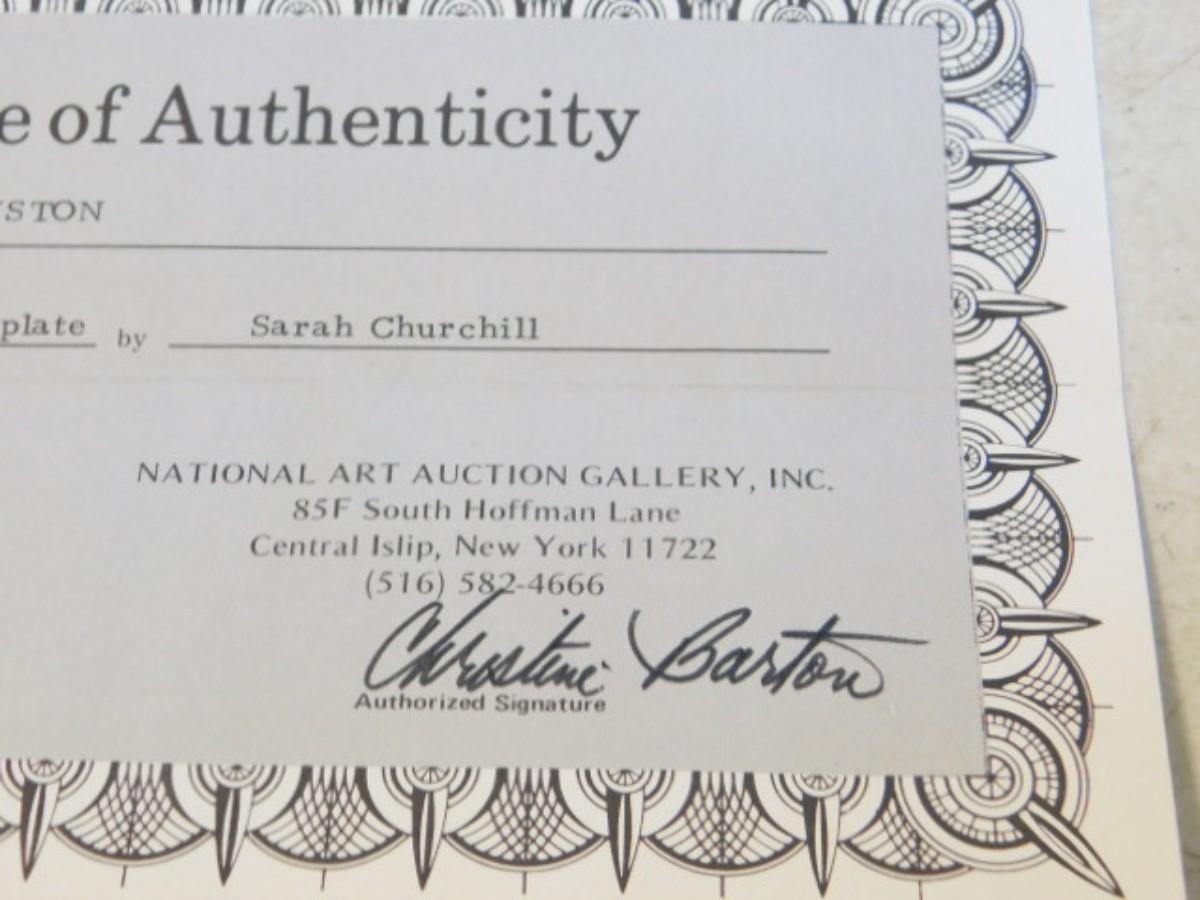 e of Authenticity
STON
plate by Sarah Churchill
NATIONAL ART AUCTION GALLERY, INC.
85F South Hoffman Lane
Central Islip, New York 11722
(516) 582-4666
Christine Barton
Authorized Signature